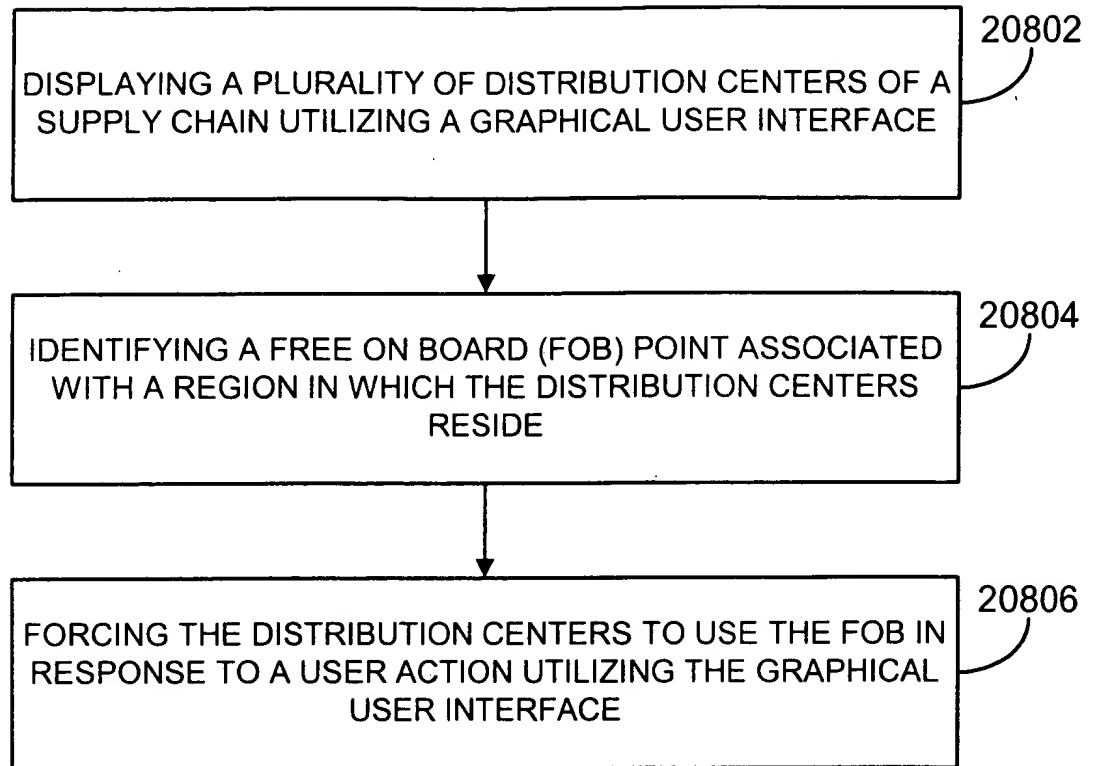 20802
DISPLAYING A PLURALITY OF DISTRIBUTION CENTERS OF A
SUPPLY CHAIN UTILIZING A GRAPHICAL USER INTERFACE
20804
IDENTIFYING A FREE ON BOARD (FOB) POINT ASSOCIATED
WITH A REGION IN WHICH THE DISTRIBUTION CENTERS
RESIDE
20806
FORCING THE DISTRIBUTION CENTERS TO USE THE FOB IN
RESPONSE TO A USER ACTION UTILIZING THE GRAPHICAL
USER INTERFACE